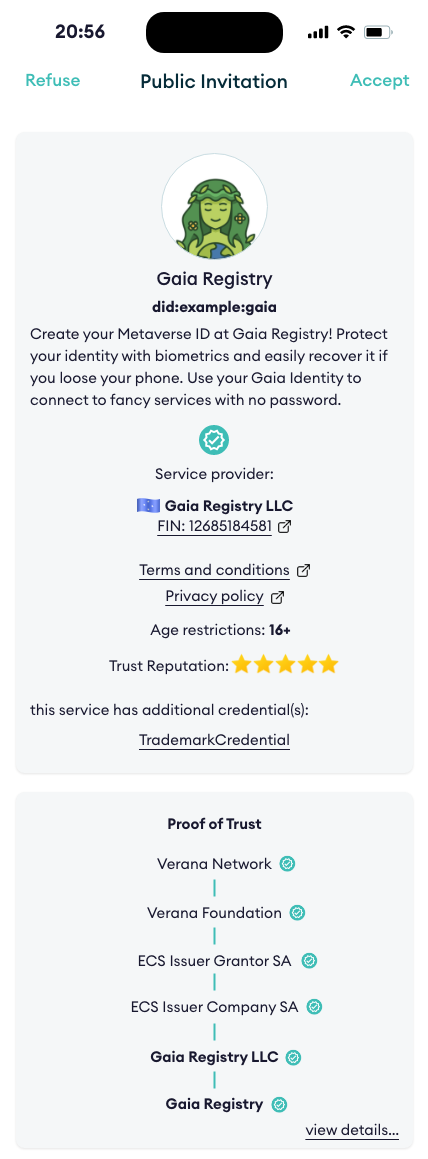 20:56
Refuse Public Invitation Accept
Gaia Registry
did:example:gaia
Create your Metaverse ID at Gaia Registry! Protect
your identity with biometrics and easily recover it if
you loose your phone. Use your Gaia Identity to
connect to fancy services with no password.
Service provider:
Gaia Registry LLC
FIN: 12685184581
Terms and conditions
Privacy policy
Age restrictions: 16+
Trust Reputation:
this service has additional credential(s):
TrademarkCredential
Proof of Trust
Verana Network
Verana Foundation
ECS Issuer Grantor SA
ECS Issuer Company SA
Gaia Registry LLC
Gaia Registry
view details...